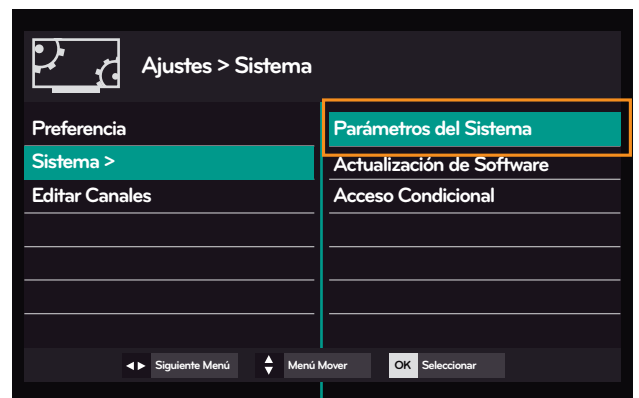 Ajustes > Sistema
Preferencia
Sistema >
Editar Canales
Parámetros del Sistema
Actualización de Software
Acceso Condicional
Siguiente Menú Menú Mover OK Seleccionar